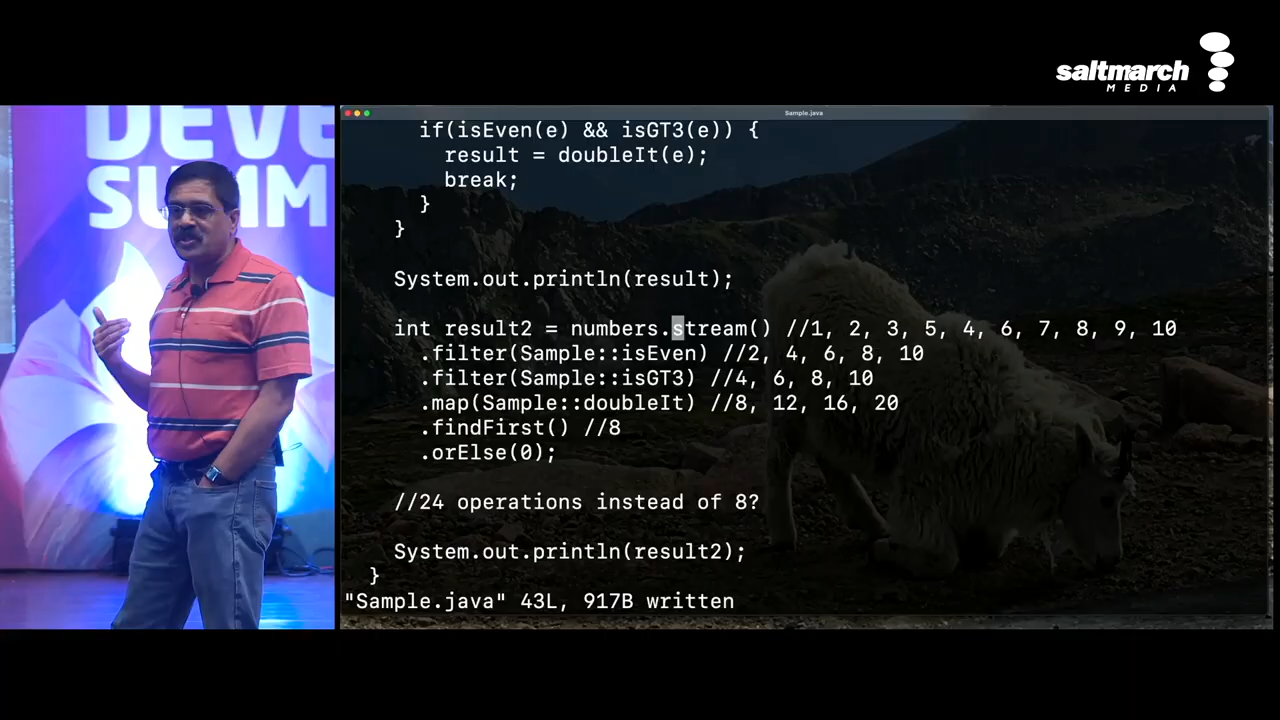 saltmarch
MEDIA
DEVE
SUMM
Sample.java
if(isEven(e) && isGT3(e)) {
result = doubleIt(e);
break;
}
}
System.out.println(result);
int result2 = numbers.stream() //1, 2, 3, 5, 4, 6, 7, 8, 9, 10
.filter(Sample::isEven) //2, 4, 6, 8, 10
.filter(Sample::isGT3) //4, 6, 8, 10
.map(Sample::doubleIt) //8, 12, 16, 20
.findFirst() //8
.orElse(0);
//24 operations instead of 8?
System.out.println(result2);
}
"Sample.java" 43L, 917B written